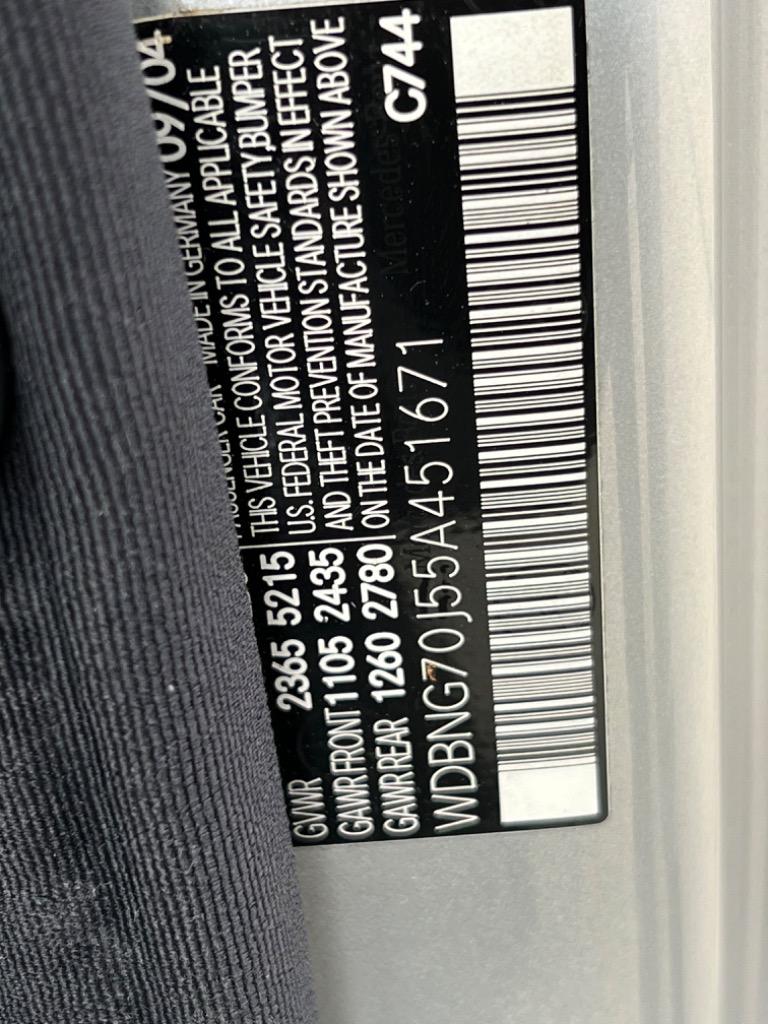 MADE IN GERMANY 09/04
THIS VEHICLE CONFORMS TO ALL APPLICABLE
U.S. FEDERAL MOTOR VEHICLE SAFETY, BUMPER
AND THEFT PREVENTION STANDARDS IN EFFECT
ON THE DATE OF MANUFACTURE SHOWN ABOVE
GVWR 2365 5215
GAWR FRONT 1105 2435
GAWR REAR 1260 2780
WDBNG70J55A451671
C744